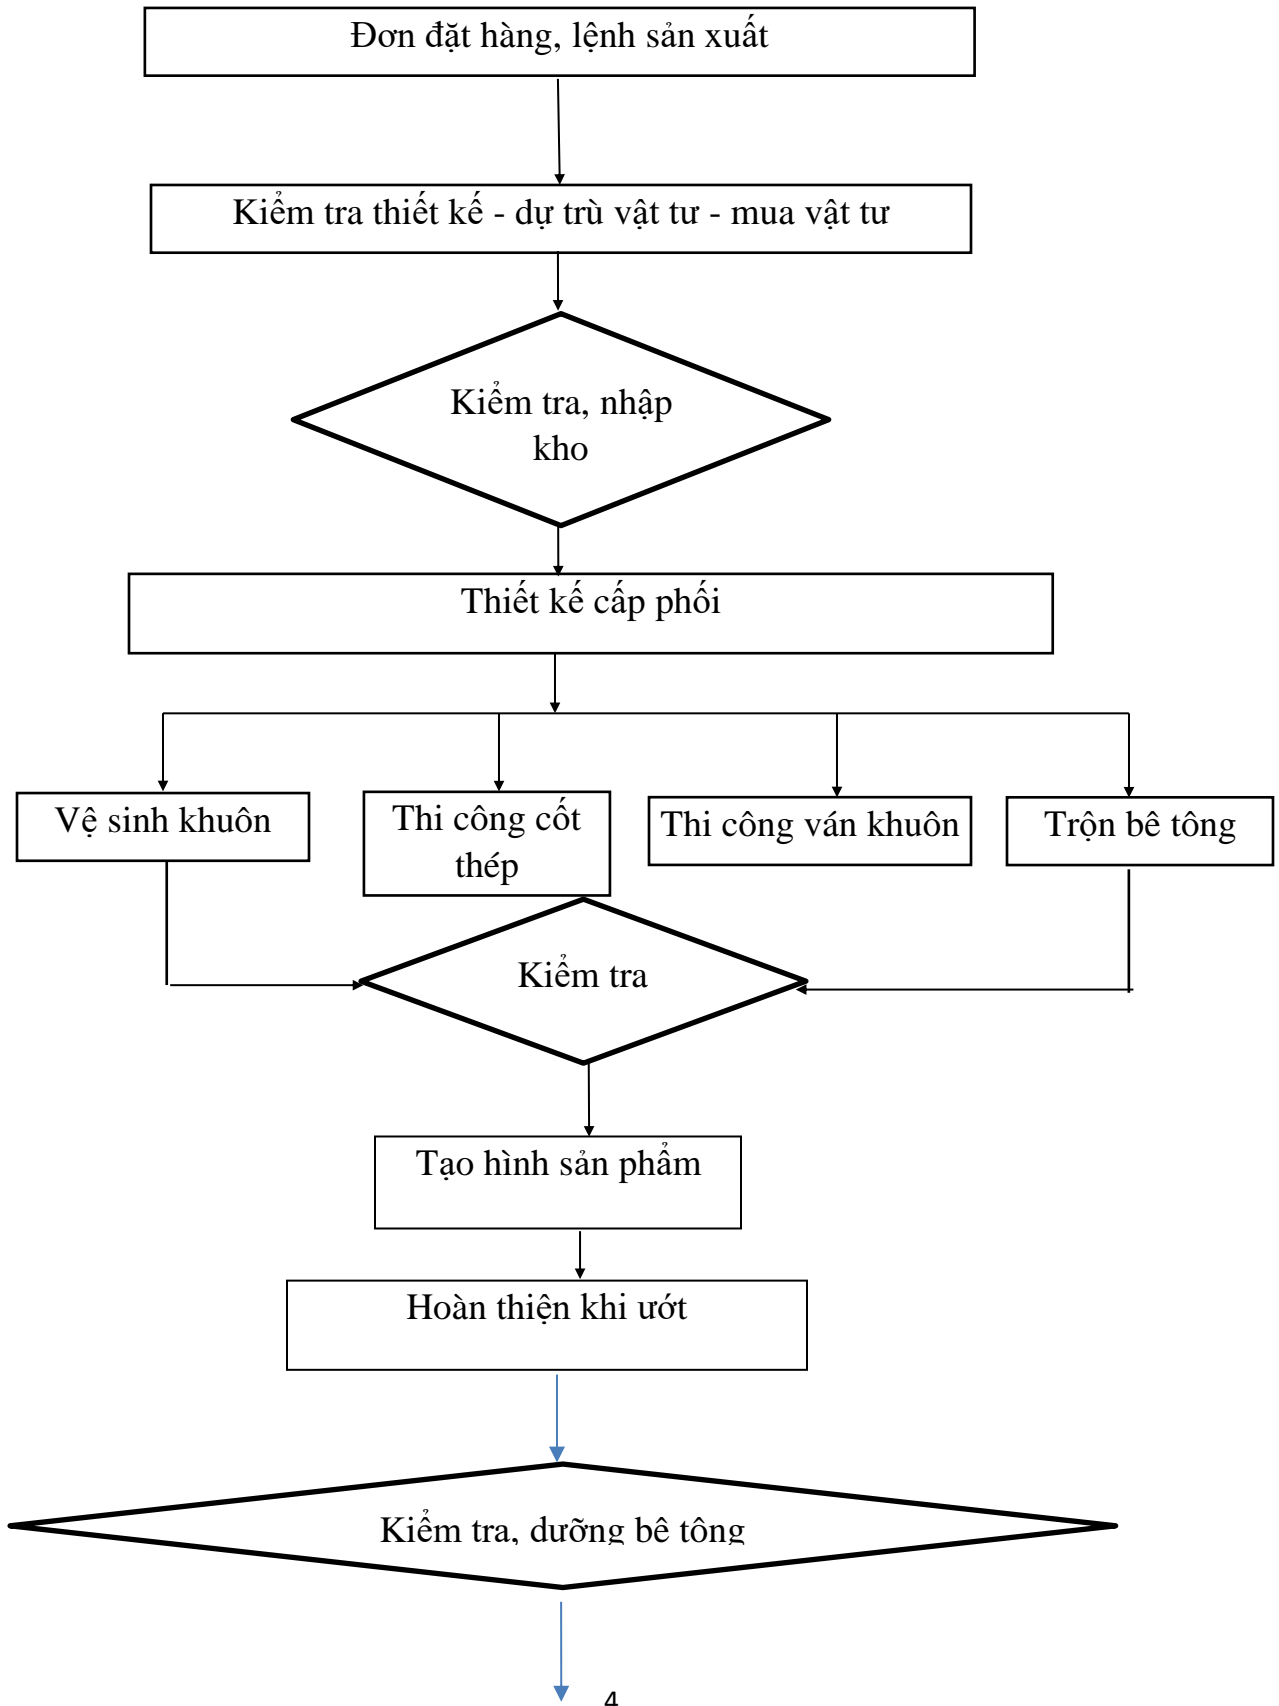 Đơn đặt hàng, lệnh sản xuất
Kiểm tra thiết kế - dự trù vật tư - mua vật tư
Kiểm tra, nhập
kho
Thiết kế cấp phối
Vệ sinh khuôn
Thi công cốt
thép
Thi công ván khuôn
Trộn bê tông
Kiểm tra
Tạo hình sản phẩm
Hoàn thiện khi ướt
Kiểm tra, dưỡng bê tông
4